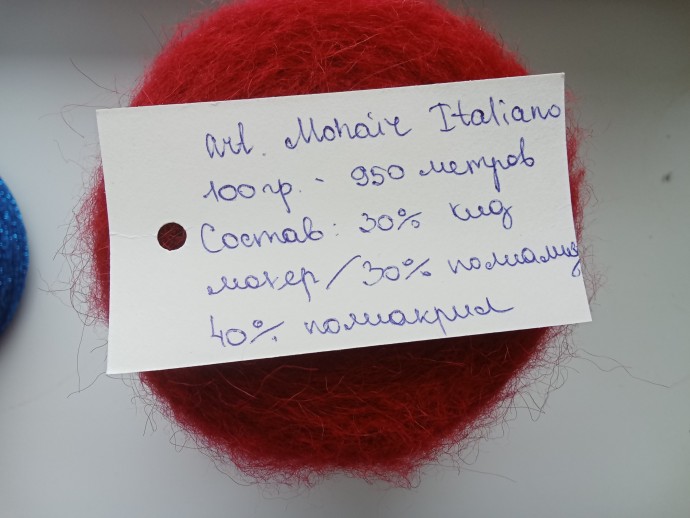 art. Mohair Italiano
100 гр. - 950 метров
Состав: 30% кид
мохер/30% полиамид
40% полиакрил